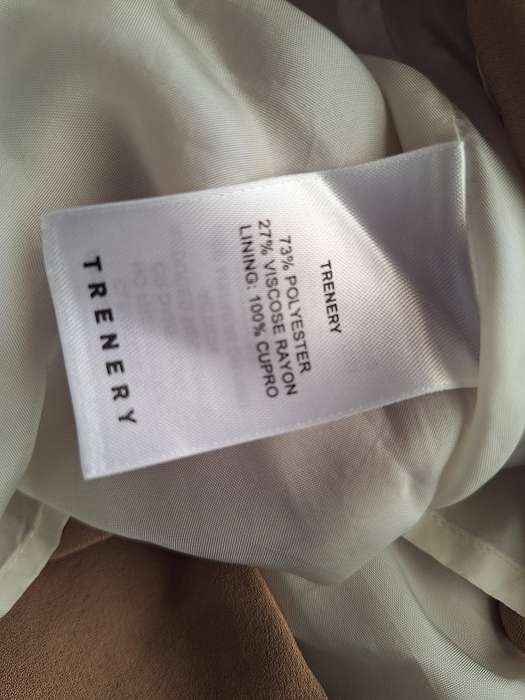 TRENERY
73% POLYESTER
27% VISCOSE RAYON
LINING: 100% CUPRO
TRENERY